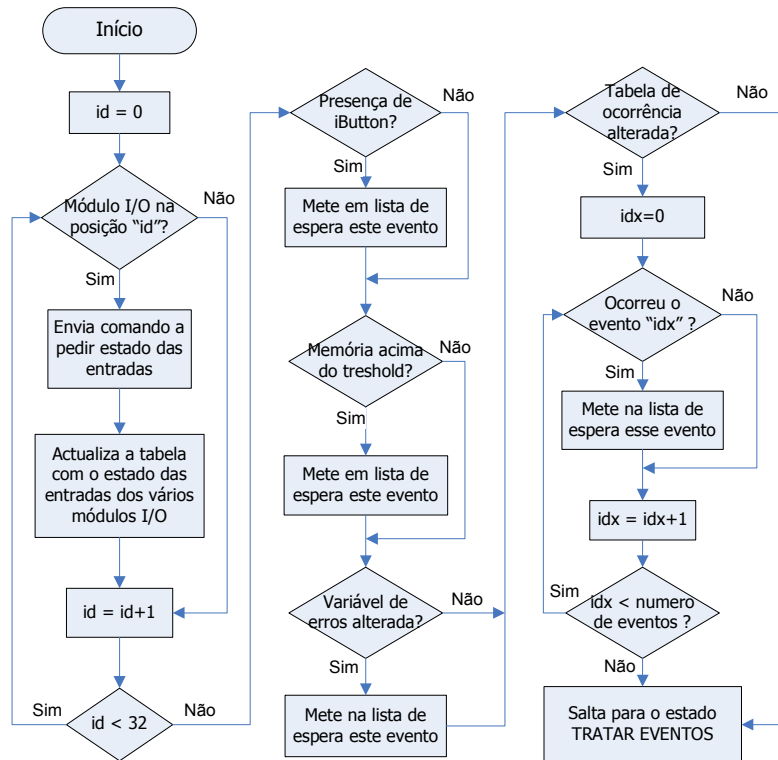 Início
id = 0
Módulo I/O na
posição “id”?
Não
Sim
Envia comando a
pedir estado das
entradas
Actualiza a tabela
com o estado das
entradas dos vários
módulos I/O
id = id+1
id < 32
Sim
Não
Presença de
iButton?
Não
Sim
Mete em lista de
espera este evento
Memória acima
do treshold?
Não
Sim
Mete em lista de
espera este evento
Variável de
erros alterada?
Não
Sim
Mete na lista de
espera este evento
Tabela de
ocorrência
alterada?
Não
Sim
idx=0
Ocorreu o
evento “idx” ?
Não
Sim
Mete na lista de
espera esse evento
idx = idx+1
idx < numero
de eventos ?
Sim
Não
Salta para o estado
TRATAR EVENTOS